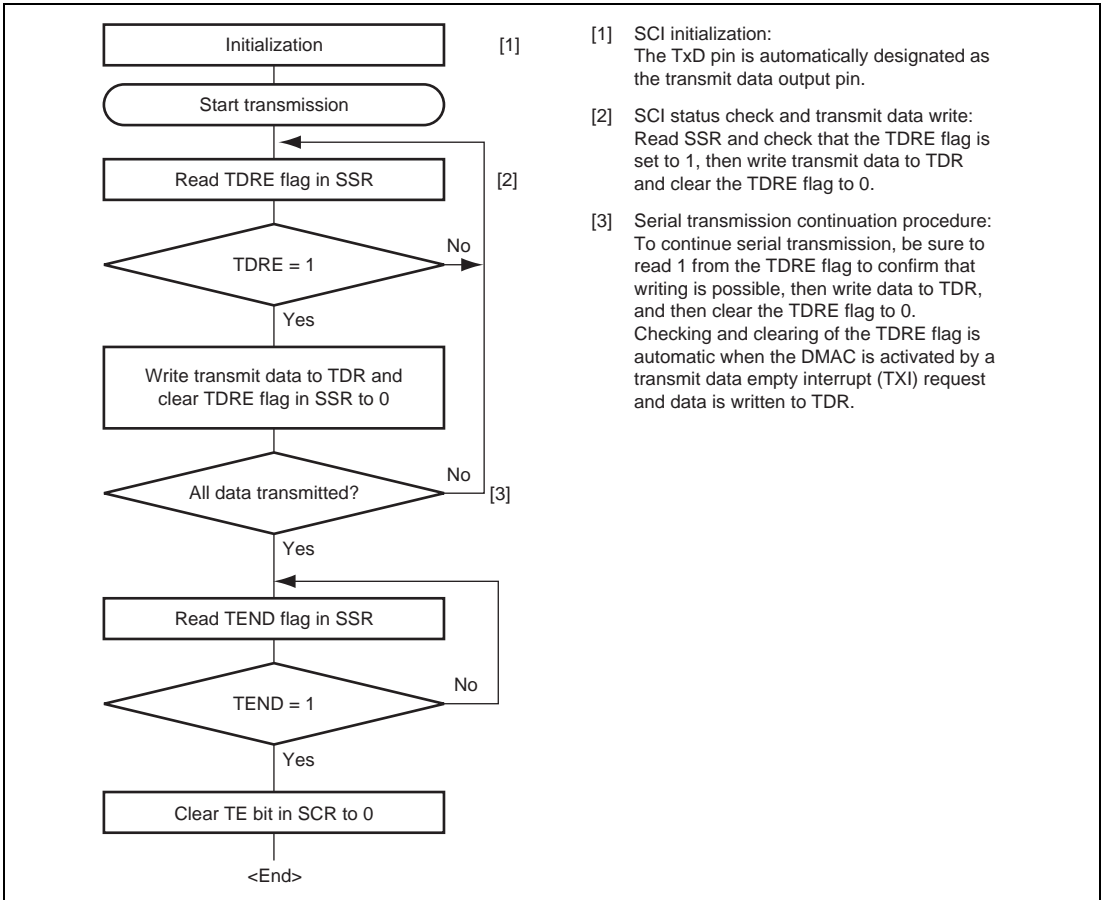 Initialization
[1]
Start transmission
Read TDRE flag in SSR
[2]
No
TDRE = 1
Yes
Write transmit data to TDR and
clear TDRE flag in SSR to 0
No
All data transmitted?
[3]
Yes
Read TEND flag in SSR
No
TEND = 1
Yes
Clear TE bit in SCR to 0
<End>
[1] SCI initialization:
The TxD pin is automatically designated as
the transmit data output pin.
[2] SCI status check and transmit data write:
Read SSR and check that the TDRE flag is
set to 1, then write transmit data to TDR
and clear the TDRE flag to 0.
[3] Serial transmission continuation procedure:
To continue serial transmission, be sure to
read 1 from the TDRE flag to confirm that
writing is possible, then write data to TDR,
and then clear the TDRE flag to 0.
Checking and clearing of the TDRE flag is
automatic when the DMAC is activated by a
transmit data empty interrupt (TXI) request
and data is written to TDR.